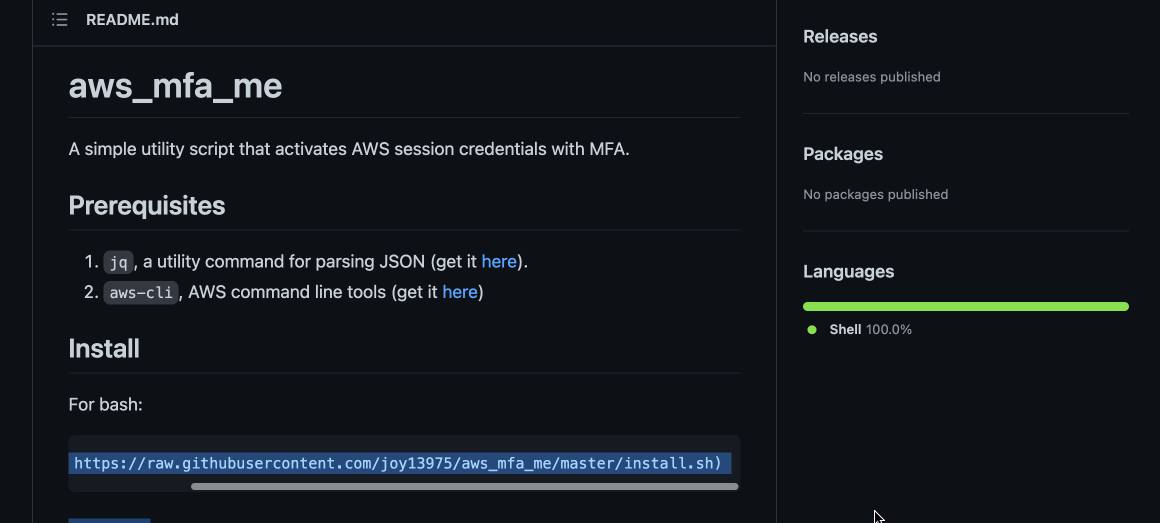 README.md
aws_mfa_me
A simple utility script that activates AWS session credentials with MFA.
Prerequisites
1. jq, a utility command for parsing JSON (get it here).
2. aws-cli, AWS command line tools (get it here)
Install
For bash:
https://raw.githubusercontent.com/joy13975/aws_mfa_me/master/install.sh)
Releases
No releases published
Packages
No packages published
Languages
Shell 100.0%